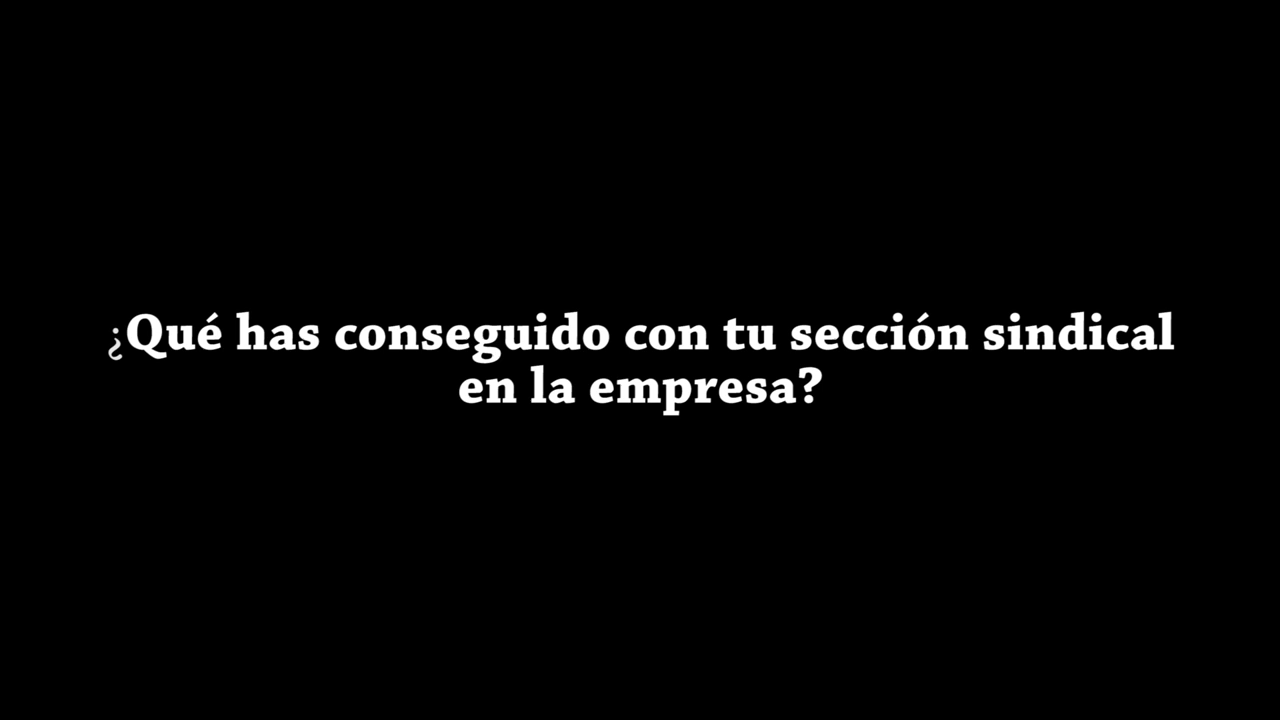 ¿Qué has conseguido con tu sección sindical
en la empresa?